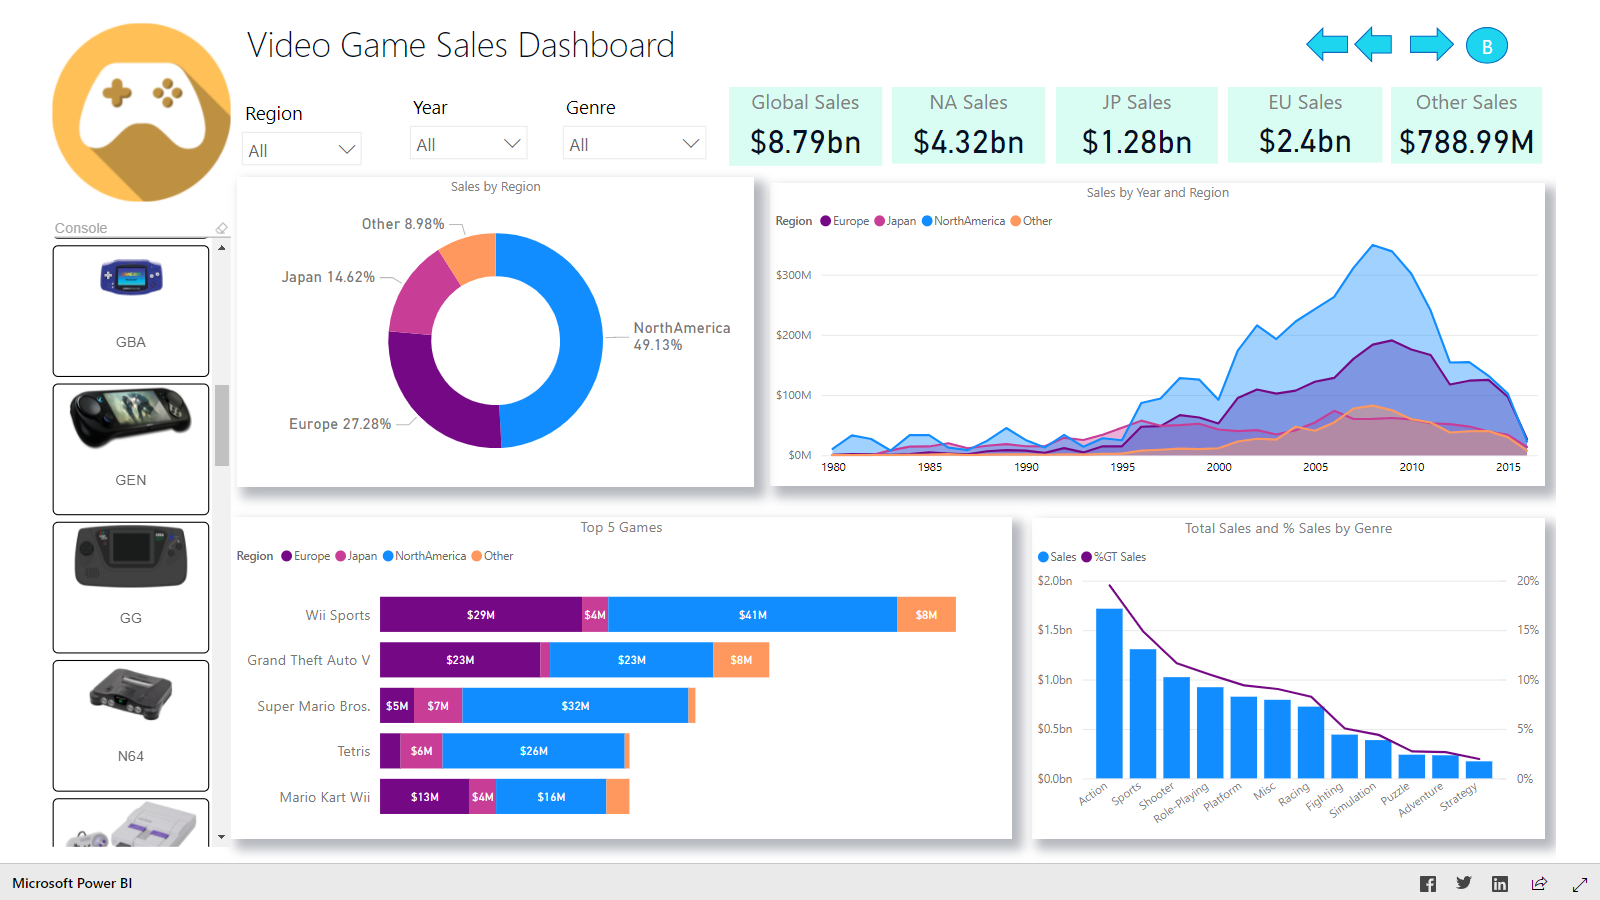 Video Game Sales Dashboard
B
Region
All
Year
All
Genre
All
Global Sales
$8.79bn
NA Sales
$4.32bn
JP Sales
$1.28bn
EU Sales
$2.4bn
Other Sales
$788.99M
Console
GBA
GEN
GG
N64
Sales by Region
Other 8.98%
Japan 14.62%
NorthAmerica
49.13%
Europe 27.28%
Sales by Year and Region
Region Europe Japan NorthAmerica Other
$300M
$200M
$100M
$0M
1980 1985 1990 1995 2000 2005 2010 2015
Top 5 Games
Region Europe Japan NorthAmerica Other
Wii Sports $29M $4M $41M $8M
Grand Theft Auto V $23M $23M $8M
Super Mario Bros. $5M $7M $32M
Tetris $6M $26M
Mario Kart Wii $13M $4M $16M
Total Sales and % Sales by Genre
Sales %GT Sales
$2.0bn 20%
$1.5bn 15%
$1.0bn 10%
$0.5bn 5%
$0.0bn 0%
Action Sports Shooter Role-Playing Platform Misc Racing Fighting Simulation Puzzle Adventure Strategy
Microsoft Power BI